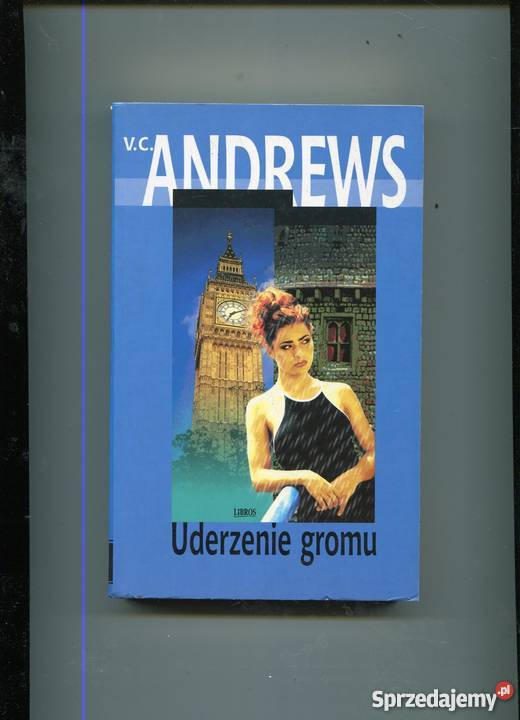 V.C.
ANDREWS
LIBROS
Uderzenie gromu
Sprzedajemy.pl